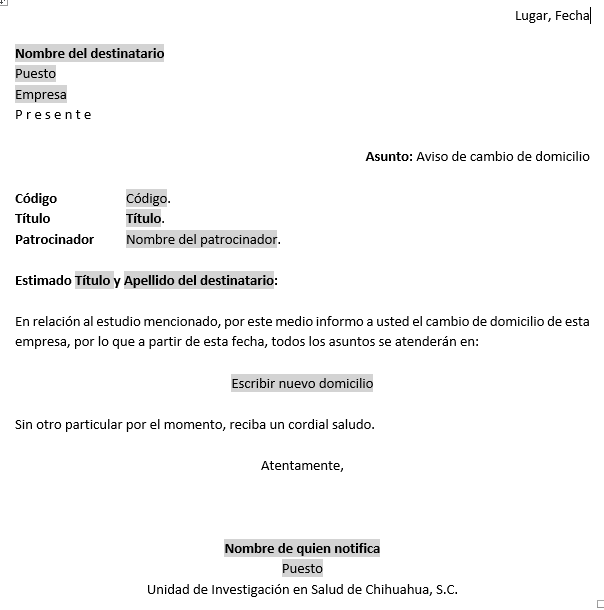 Lugar, Fecha
Nombre del destinatario
Puesto
Empresa
P r e s e n t e
Asunto: Aviso de cambio de domicilio
Código Código.
Título Título.
Patrocinador Nombre del patrocinador.
Estimado Título y Apellido del destinatario:
En relación al estudio mencionado, por este medio informo a usted el cambio de domicilio de esta
empresa, por lo que a partir de esta fecha, todos los asuntos se atenderán en:
Escribir nuevo domicilio
Sin otro particular por el momento, reciba un cordial saludo.
Atentamente,
Nombre de quien notifica
Puesto
Unidad de Investigación en Salud de Chihuahua, S.C.